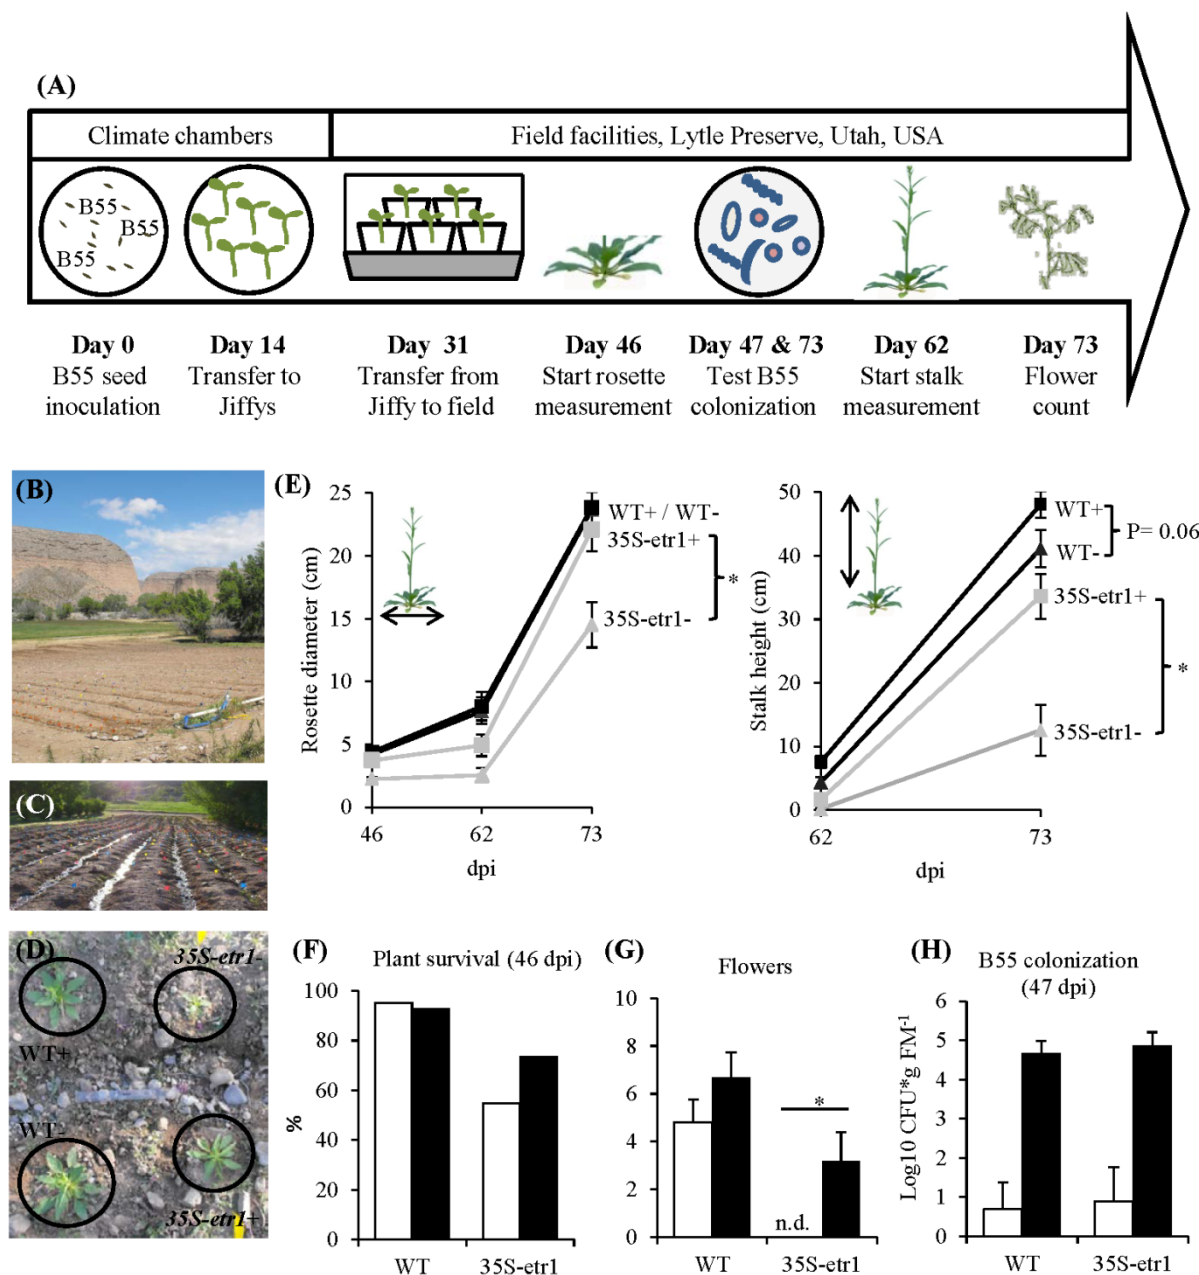 (A)
Climate chambers
Field facilities, Lytle Preserve, Utah, USA
B55
B55
B55
Day 0
B55 seed
inoculation
Day 14
Transfer to
Jiffys
Day 31
Transfer from
Jiffy to field
Day 46
Start rosette
measurement
Day 47 & 73
Test B55
colonization
Day 62
Start stalk
measurement
Day 73
Flower
count
(B)
(C)
(D)
35S-etr1-
WT+
WT-
35S-etr1+
(E)
Rosette diameter (cm)
25
20
15
10
5
0
46
62
73
dpi
WT+ / WT-
35S-etr1+
*
35S-etr1-
Stalk height (cm)
50
40
30
20
10
0
62
73
dpi
WT+
P= 0.06
WT-
35S-etr1+
*
35S-etr1-
(F)
Plant survival (46 dpi)
%
100
80
60
40
20
0
WT
35S-etr1
(G)
Flowers
10
8
6
4
2
0
*
n.d.
WT
35S-etr1
(H)
B55 colonization
(47 dpi)
Log10 CFU*g FM-1
6
5
4
3
2
1
0
WT
35S-etr1